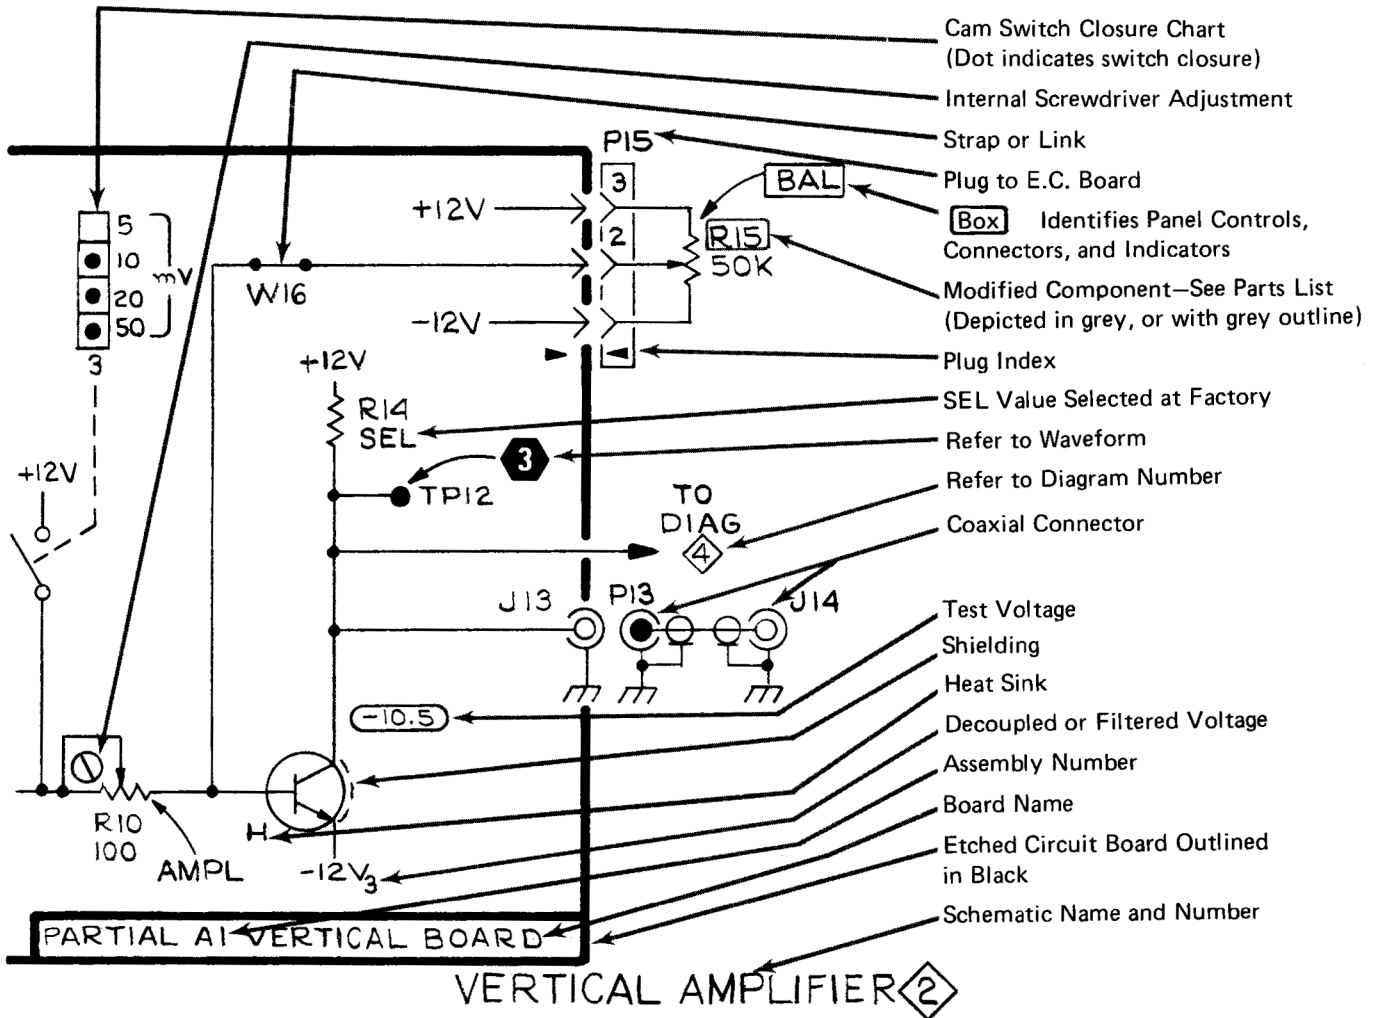 Cam Switch Closure Chart
(Dot indicates switch closure)
Internal Screwdriver Adjustment
Strap or Link
Plug to E.C. Board
Box Identifies Panel Controls,
Connectors, and Indicators
Modified Component—See Parts List
(Depicted in grey, or with grey outline)
Plug Index
SEL Value Selected at Factory
Refer to Waveform
Refer to Diagram Number
Coaxial Connector
Test Voltage
Shielding
Heat Sink
Decoupled or Filtered Voltage
Assembly Number
Board Name
Etched Circuit Board Outlined
in Black
Schematic Name and Number
P15
3
BAL
+12V
5
10
20
50
mV
3
2
R15
50K
W16
-12V
+12V
R14
SEL
3
TP12
+12V
TO
DIAG
4
J13
P13
J14
-10.5
R10
100
AMPL
H
-12V3
PARTIAL A1 VERTICAL BOARD
VERTICAL AMPLIFIER 2